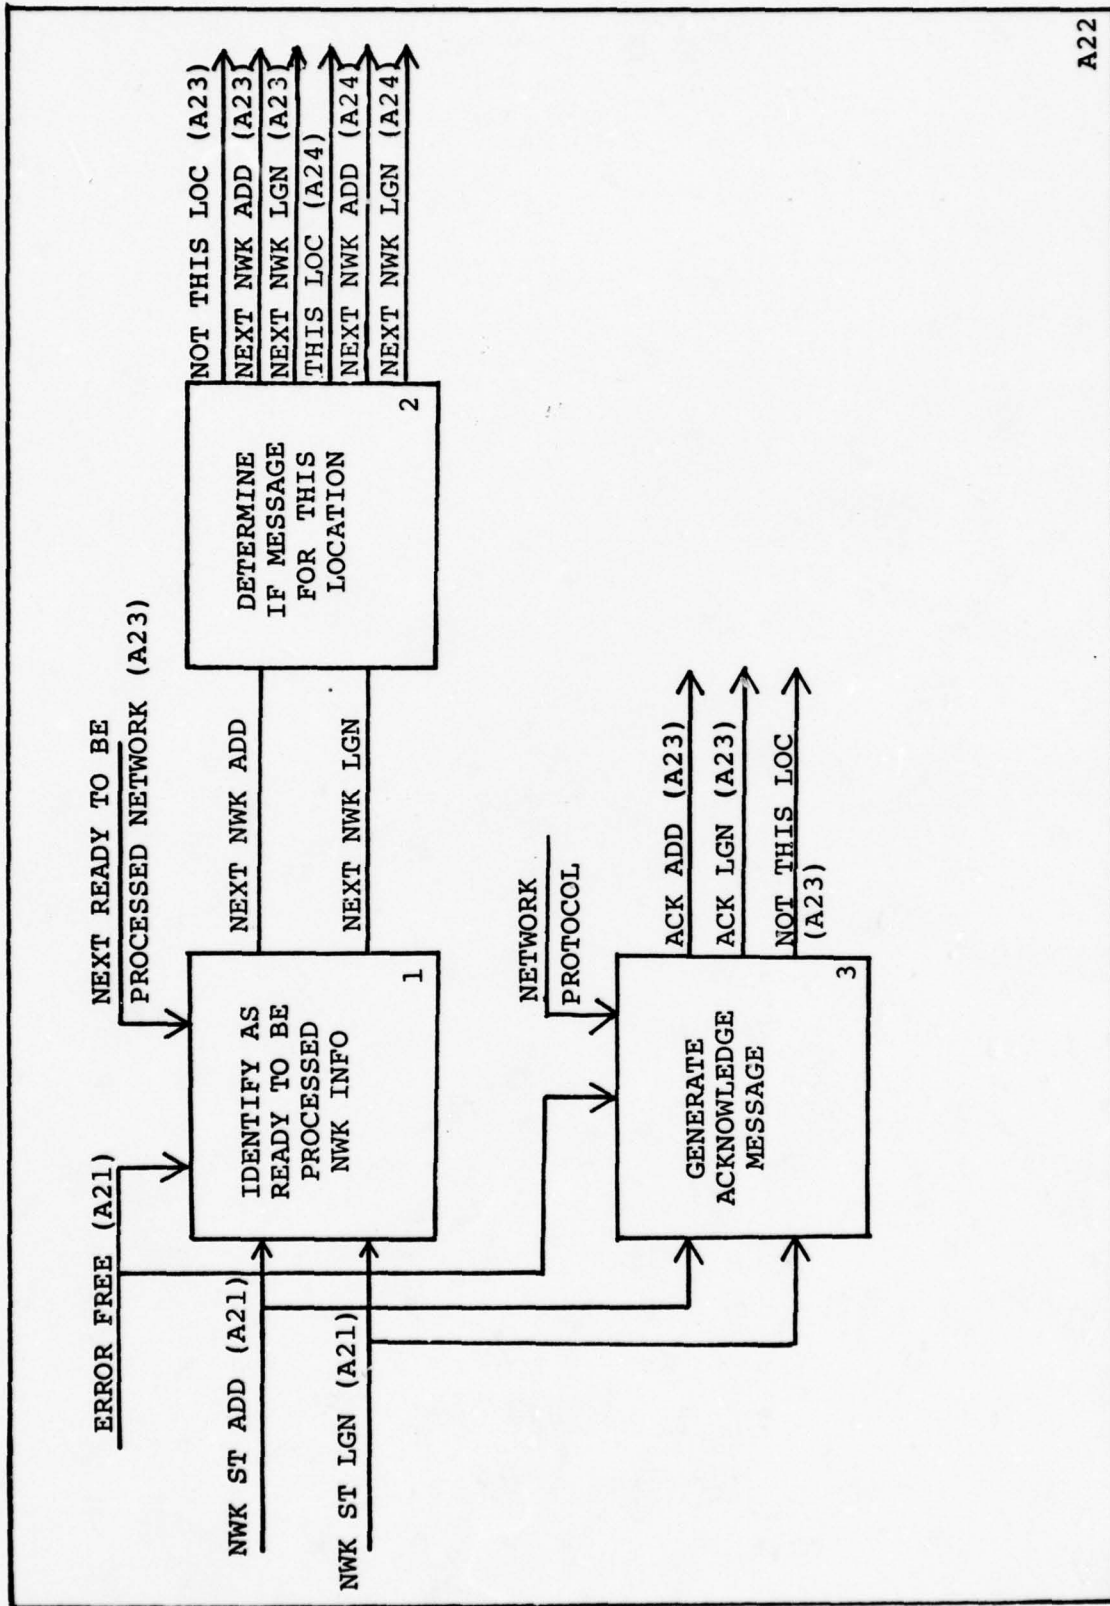 NEXT READY TO BE
PROCESSED NETWORK (A23)
ERROR FREE (A21)
NWK ST ADD (A21)
NWK ST LGN (A21)
IDENTIFY AS
READY TO BE
PROCESSED
NWK INFO
1
NEXT NWK ADD
NEXT NWK LGN
DETERMINE
IF MESSAGE
FOR THIS
LOCATION
2
NOT THIS LOC (A23)
NEXT NWK ADD (A23)
NEXT NWK LGN (A23)
THIS LOC (A24)
NEXT NWK ADD (A24)
NEXT NWK LGN (A24)
NETWORK
PROTOCOL
GENERATE
ACKNOWLEDGE
MESSAGE
3
ACK ADD (A23)
ACK LGN (A23)
NOT THIS LOC
(A23)
A22